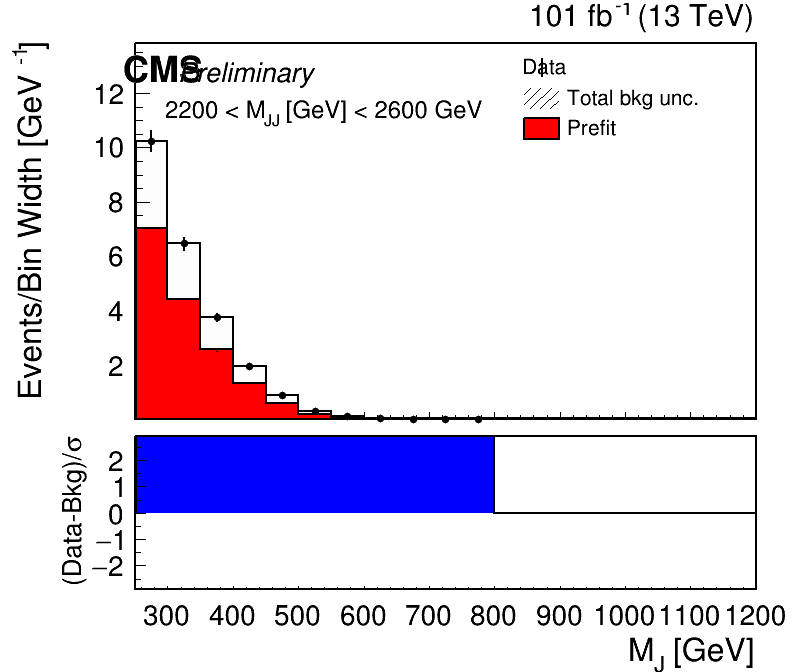 101 fb⁻¹ (13 TeV)
CMS Preliminary
2200 < M_JJ [GeV] < 2600 GeV
Data
Total bkg unc.
Prefit
Events/Bin Width [GeV⁻¹]
12
10
8
6
4
2
(Data-Bkg)/σ
2
1
0
−1
−2
300 400 500 600 700 800 900 1000 1100 1200
M_J [GeV]